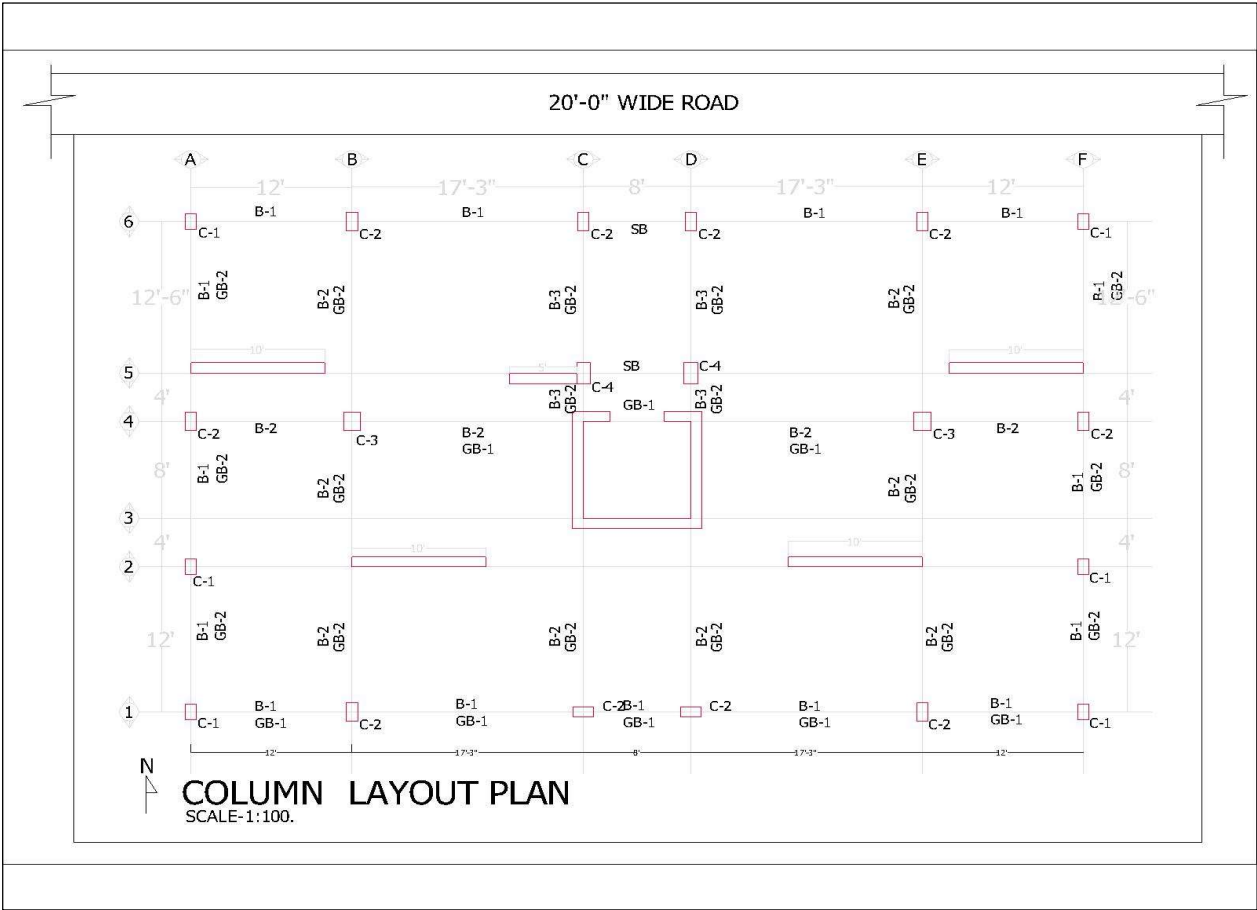 20'-0" WIDE ROAD
A B C D E F
12' 17'-3" 8' 17'-3" 12'
B-1 B-1 B-1 B-1
6
C-1 C-2 C-2 SB C-2 C-2 C-1
12'-6" B-1 GB-2 B-2 GB-2 B-3 GB-2 B-3 GB-2 B-2 GB-2 B-1 GB-2 12'-6"
10' 5' 10'
5 SB C-4
C-4
4' B-3 GB-2 GB-1 B-3 GB-2 4'
4
C-2 B-2 C-3 B-2 B-2 C-3 B-2 C-2
GB-1 GB-1
8' B-1 GB-2 B-2 GB-2 B-2 GB-2 B-1 GB-2 8'
3
4' 10' 10' 4'
2
C-1 C-1
12' B-1 GB-2 B-2 GB-2 B-2 GB-2 B-2 GB-2 B-2 GB-2 B-1 GB-2 12'
1
B-1 B-1 C-2 B-1 C-2 B-1 B-1
C-1 GB-1 C-2 GB-1 GB-1 GB-1 C-2 GB-1 C-1
12' 17'-3" 8' 17'-3" 12'
N
COLUMN LAYOUT PLAN
SCALE-1:100.